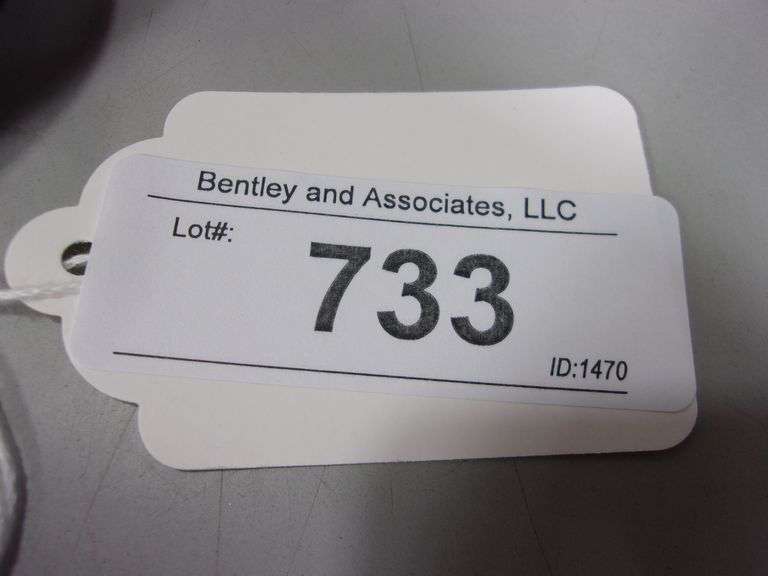 Bentley and Associates, LLC
Lot#:
733
ID:1470